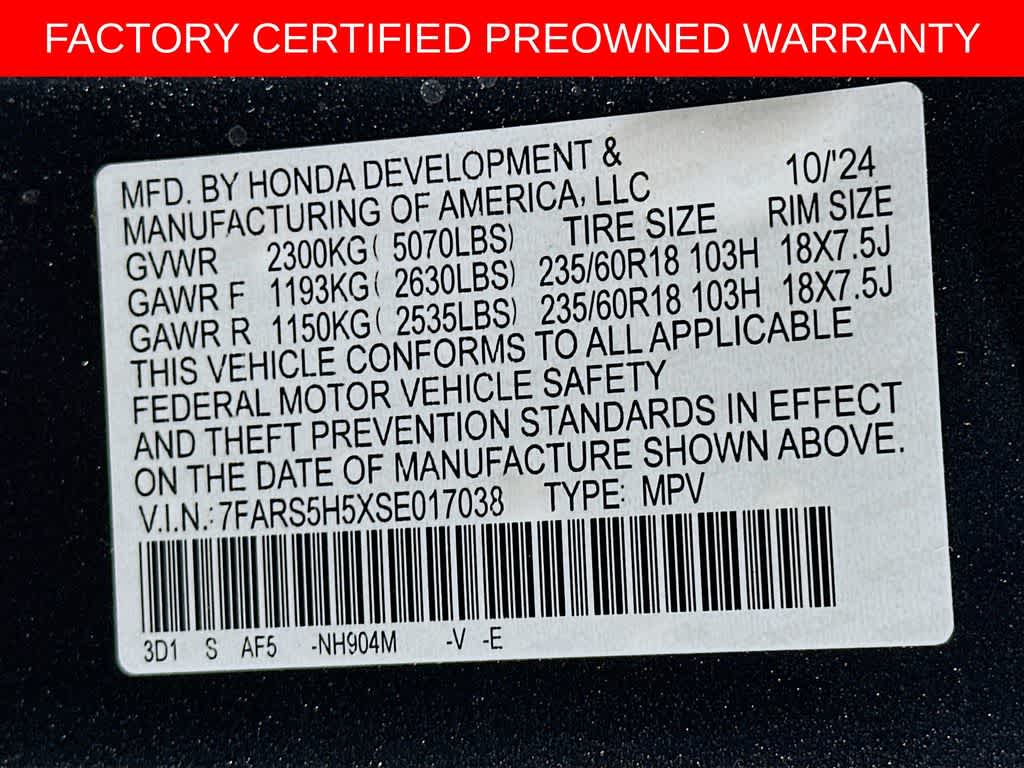 FACTORY CERTIFIED PREOWNED WARRANTY
MFD. BY HONDA DEVELOPMENT & 10/'24
MANUFACTURING OF AMERICA, LLC
GVWR 2300KG( 5070LBS) TIRE SIZE RIM SIZE
GAWR F 1193KG( 2630LBS) 235/60R18 103H 18X7.5J
GAWR R 1150KG( 2535LBS) 235/60R18 103H 18X7.5J
THIS VEHICLE CONFORMS TO ALL APPLICABLE
FEDERAL MOTOR VEHICLE SAFETY
AND THEFT PREVENTION STANDARDS IN EFFECT
ON THE DATE OF MANUFACTURE SHOWN ABOVE.
V.I.N.: 7FARS5H5XSE017038 TYPE: MPV
3D1 S AF5 -NH904M -V -E